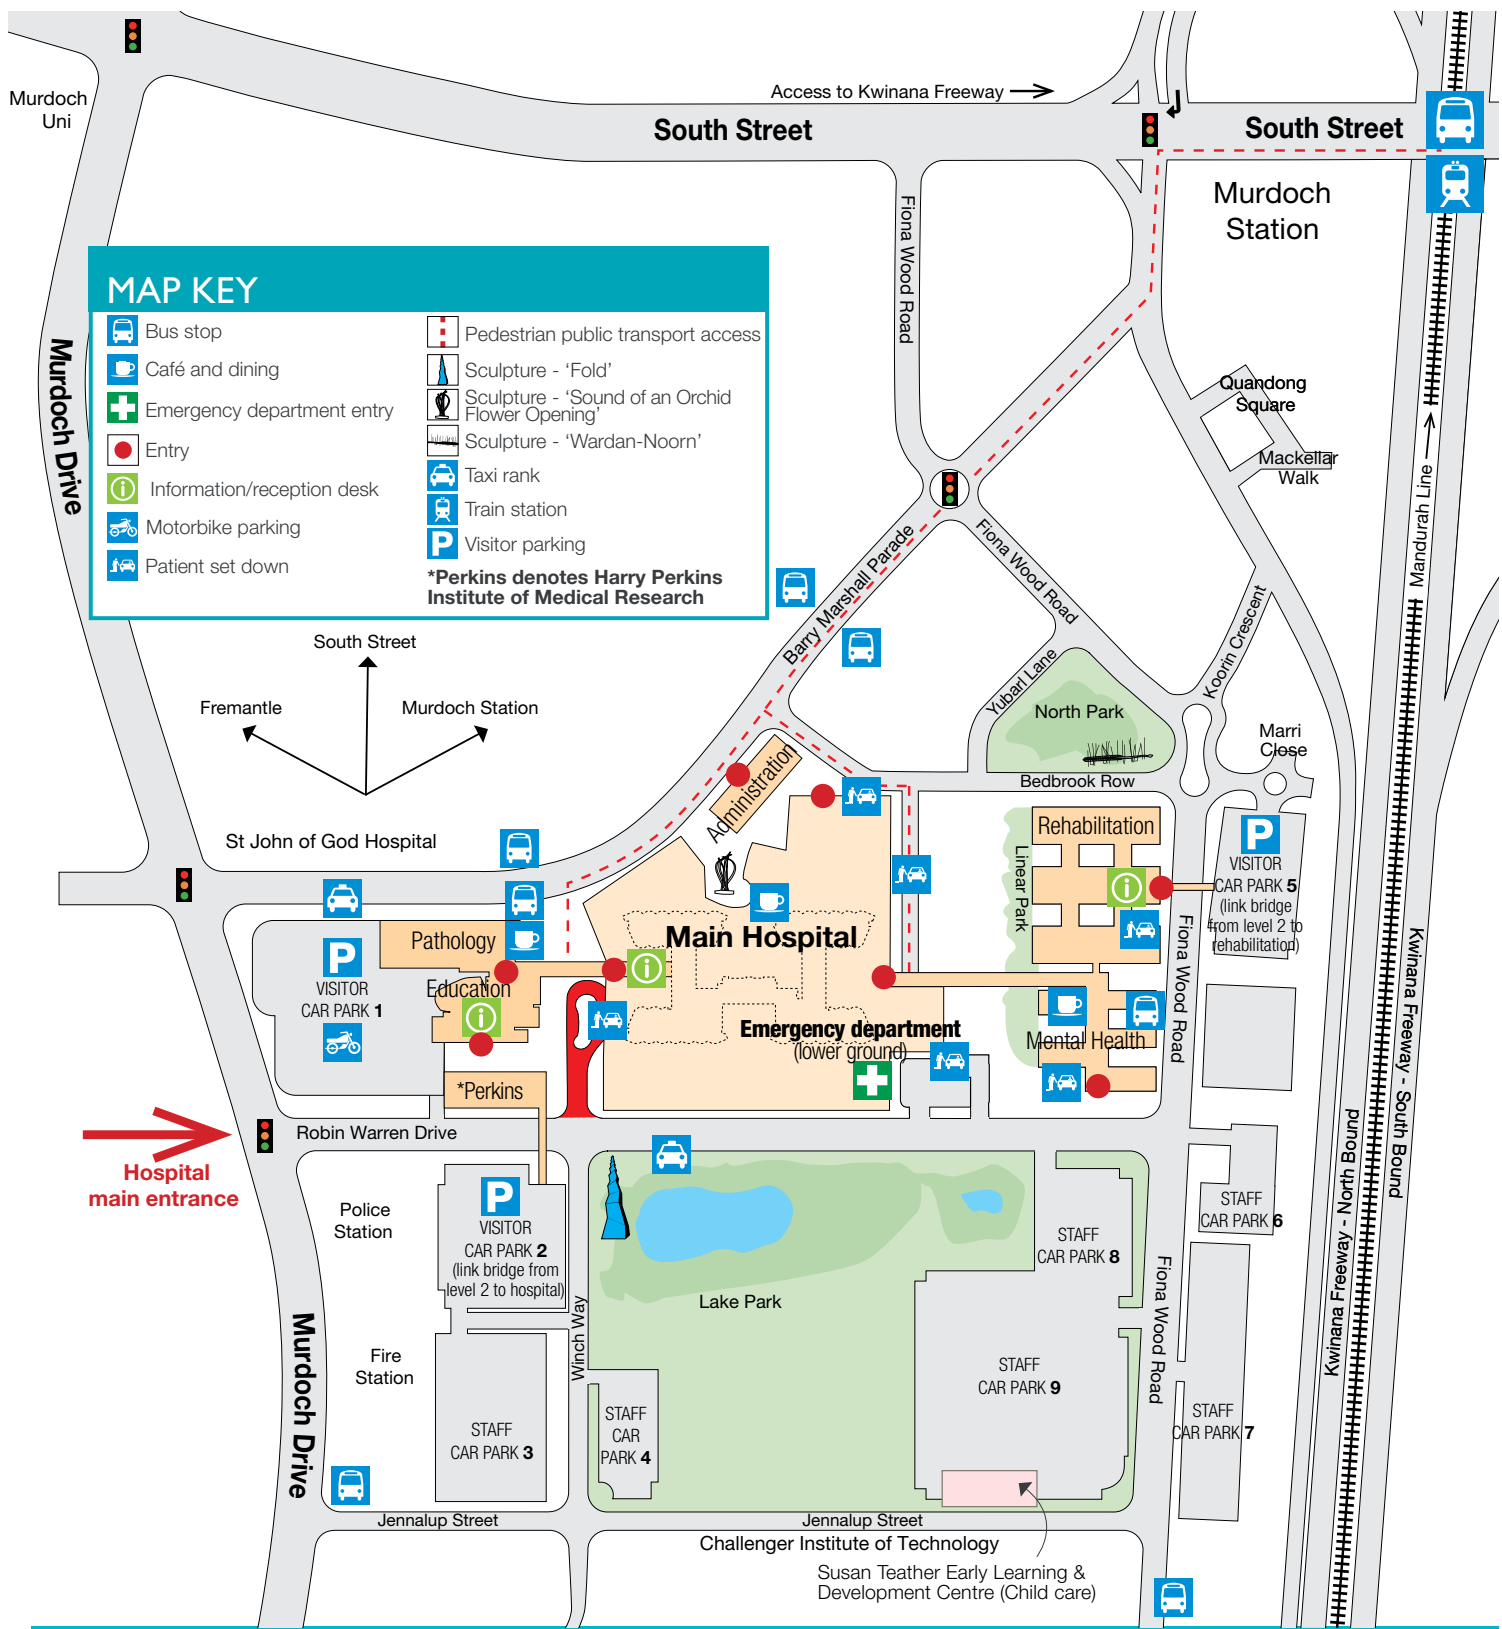 Murdoch
Uni
Access to Kwinana Freeway
South Street
South Street
Murdoch
Station
Fiona Wood Road
MAP KEY
Bus stop
Café and dining
Emergency department entry
Entry
Information/reception desk
Motorbike parking
Patient set down
Pedestrian public transport access
Sculpture - ‘Fold’
Sculpture - ‘Sound of an Orchid
Flower Opening’
Sculpture - ‘Wardan-Noorn’
Taxi rank
Train station
P Visitor parking
*Perkins denotes Harry Perkins
Institute of Medical Research
Murdoch Drive
Quandong
Square
Mackellar
Walk
Mandurah Line
Barry Marshall Parade
Fiona Wood Road
Koorin Crescent
Yubarl Lane
North Park
Marri
Close
Bedbrook Row
South Street
Fremantle
Murdoch Station
St John of God Hospital
Administration
Rehabilitation
Linear Park
P
VISITOR
CAR PARK 5
(link bridge
from level 2 to
rehabilitation)
Fiona Wood Road
Kwinana Freeway - South Bound
Pathology
Main Hospital
P
VISITOR
CAR PARK 1
Education
Emergency department
(lower ground)
Mental Health
*Perkins
Robin Warren Drive
Hospital
main entrance
Kwinana Freeway - North Bound
Police
Station
P
VISITOR
CAR PARK 2
(link bridge from
level 2 to hospital)
STAFF
CAR PARK 6
STAFF
CAR PARK 8
Lake Park
Winch Way
Fiona Wood Road
Murdoch Drive
Fire
Station
STAFF
CAR PARK 9
STAFF
CAR PARK 3
STAFF
CAR
PARK 4
STAFF
CAR PARK 7
Jennalup Street
Jennalup Street
Challenger Institute of Technology
Susan Teather Early Learning &
Development Centre (Child care)